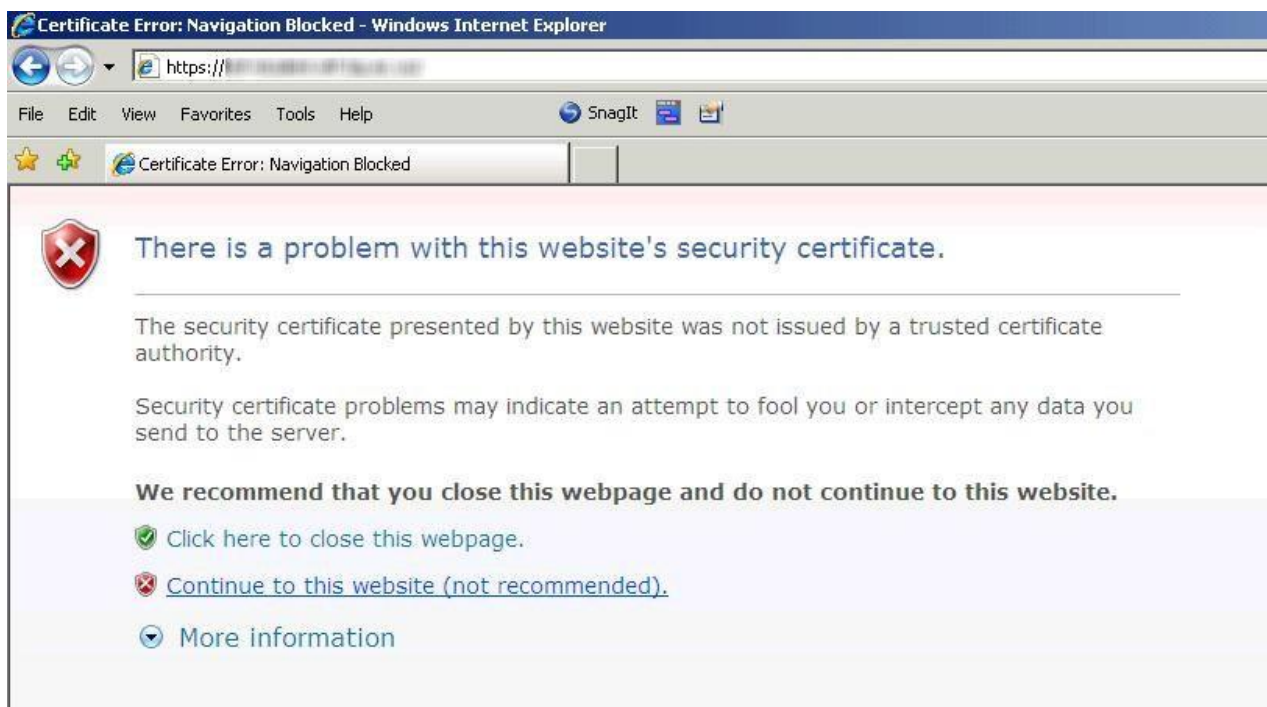 Certificate Error: Navigation Blocked - Windows Internet Explorer
https://
File Edit View Favorites Tools Help SnagIt
Certificate Error: Navigation Blocked
There is a problem with this website's security certificate.
The security certificate presented by this website was not issued by a trusted certificate
authority.
Security certificate problems may indicate an attempt to fool you or intercept any data you
send to the server.
We recommend that you close this webpage and do not continue to this website.
Click here to close this webpage.
Continue to this website (not recommended).
More information